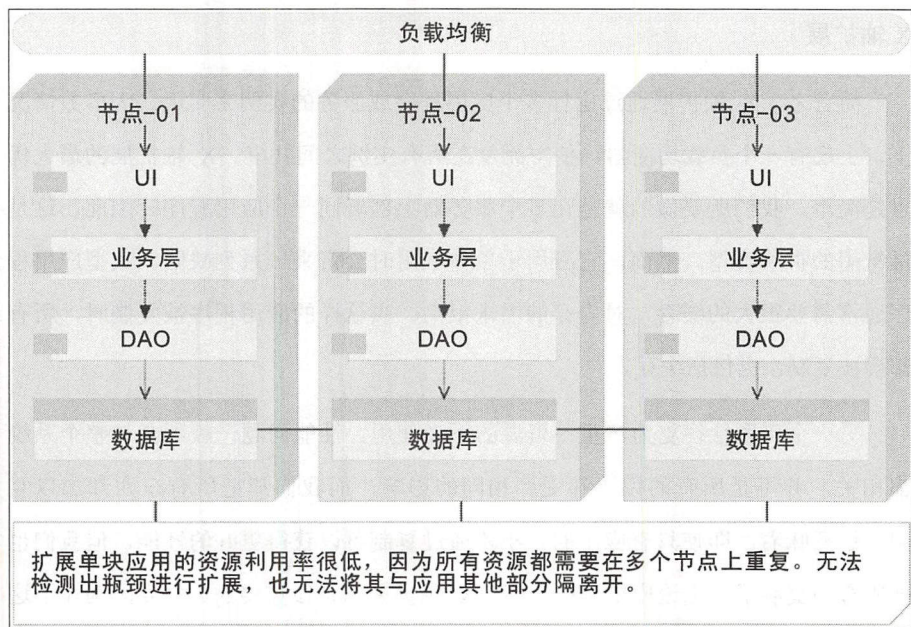 负载均衡
节点-01 节点-02 节点-03
UI UI UI
业务层 业务层 业务层
DAO DAO DAO
数据库 数据库 数据库
扩展单块应用的资源利用率很低，因为所有资源都需要在多个节点上重复。无法
检测出瓶颈进行扩展，也无法将其与应用其他部分隔离开。